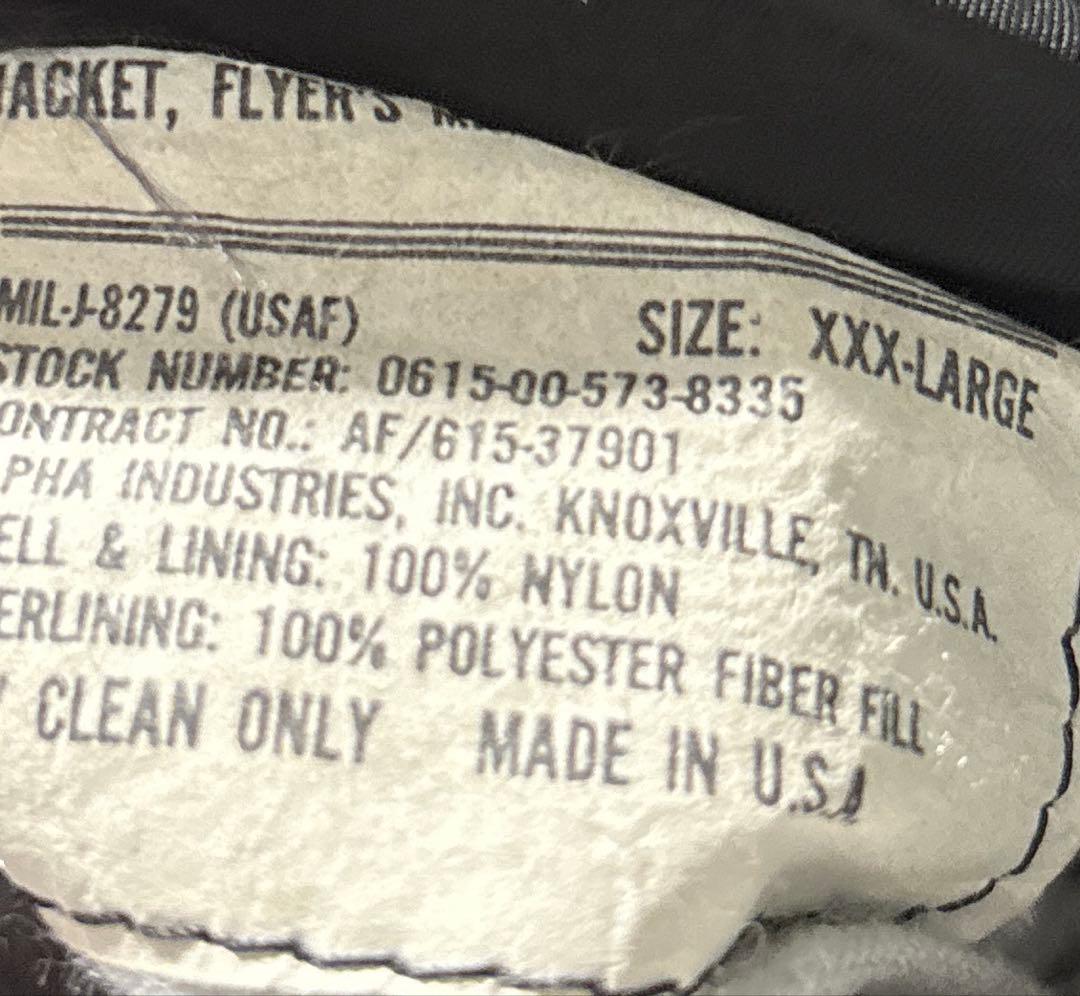 JACKET, FLYER'S
MIL-J-8279 (USAF)
SIZE: XXX-LARGE
STOCK NUMBER: 0615-00-573-8335
ONTRACT NO.: AF/615-37901
PHA INDUSTRIES, INC. KNOXVILLE, TN. U.S.A.
ELL & LINING: 100% NYLON
ERLINING: 100% POLYESTER FIBER FILL
CLEAN ONLY MADE IN U.S.A